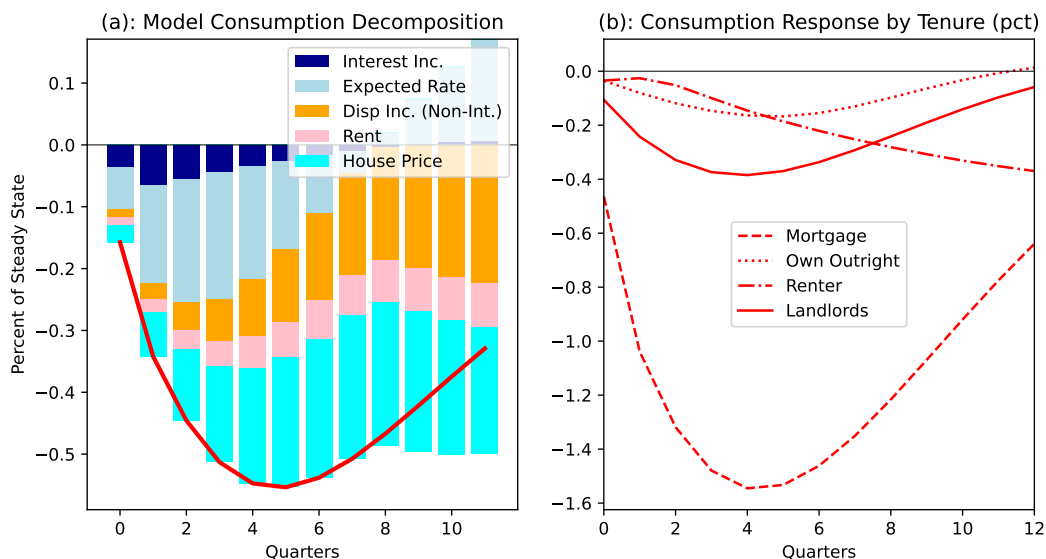 (a): Model Consumption Decomposition
Percent of Steady State
0.1
0.0
−0.1
−0.2
−0.3
−0.4
−0.5
Interest Inc.
Expected Rate
Disp Inc. (Non-Int.)
Rent
House Price
0 2 4 6 8 10
Quarters
(b): Consumption Response by Tenure (pct)
0.0
−0.2
−0.4
−0.6
−0.8
−1.0
−1.2
−1.4
−1.6
Mortgage
Own Outright
Renter
Landlords
0 2 4 6 8 10 12
Quarters